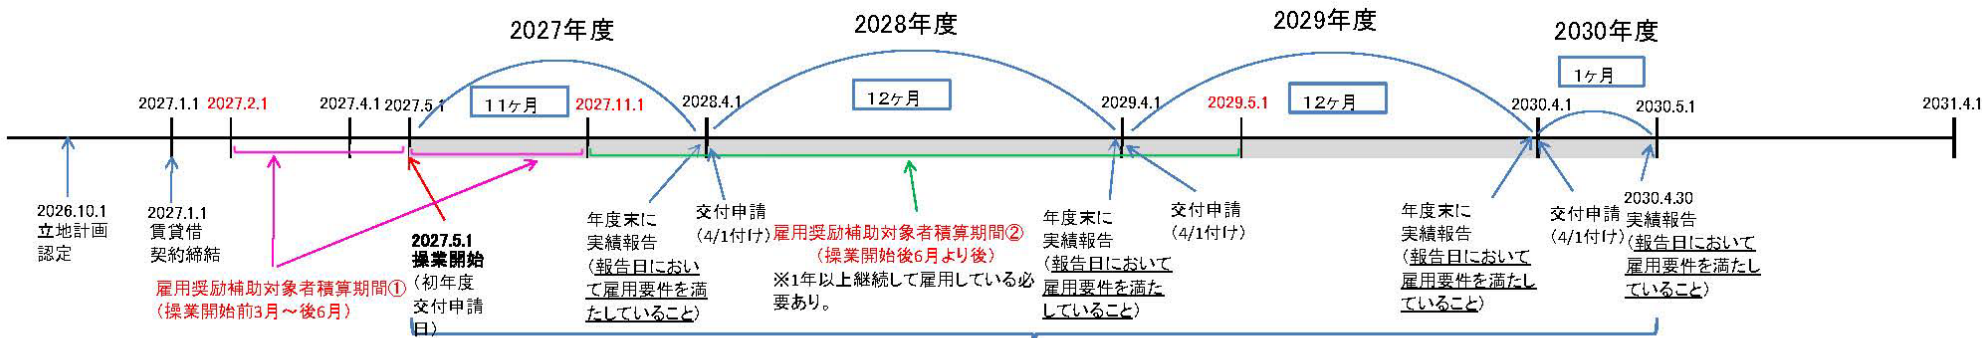 2027年度
2028年度
2029年度
2030年度
11ヶ月
12ヶ月
12ヶ月
1ヶ月
2027.1.1
2027.2.1
2027.4.1
2027.5.1
2027.11.1
2028.4.1
2029.4.1
2029.5.1
2030.4.1
2030.5.1
2031.4.1
2026.10.1
立地計画
認定
2027.1.1
賃貸借
契約締結
雇用奨励補助対象者積算期間①
(操業開始前3月～後6月)
2027.5.1
操業開始
(初年度
交付申請
日)
年度末に
実績報告
(報告日におい
て雇用要件を満
たしていること)
交付申請
(4/1付け)
雇用奨励補助対象者積算期間②
(操業開始後6月より後)
※1年以上継続して雇用している必
要あり。
年度末に
実績報告
(報告日において
雇用要件を満た
していること)
交付申請
(4/1付け)
年度末に
実績報告
(報告日において
雇用要件を満たし
ていること)
交付申請
(4/1付け)
2030.4.30
実績報告
(報告日において
雇用要件を満たし
ていること)